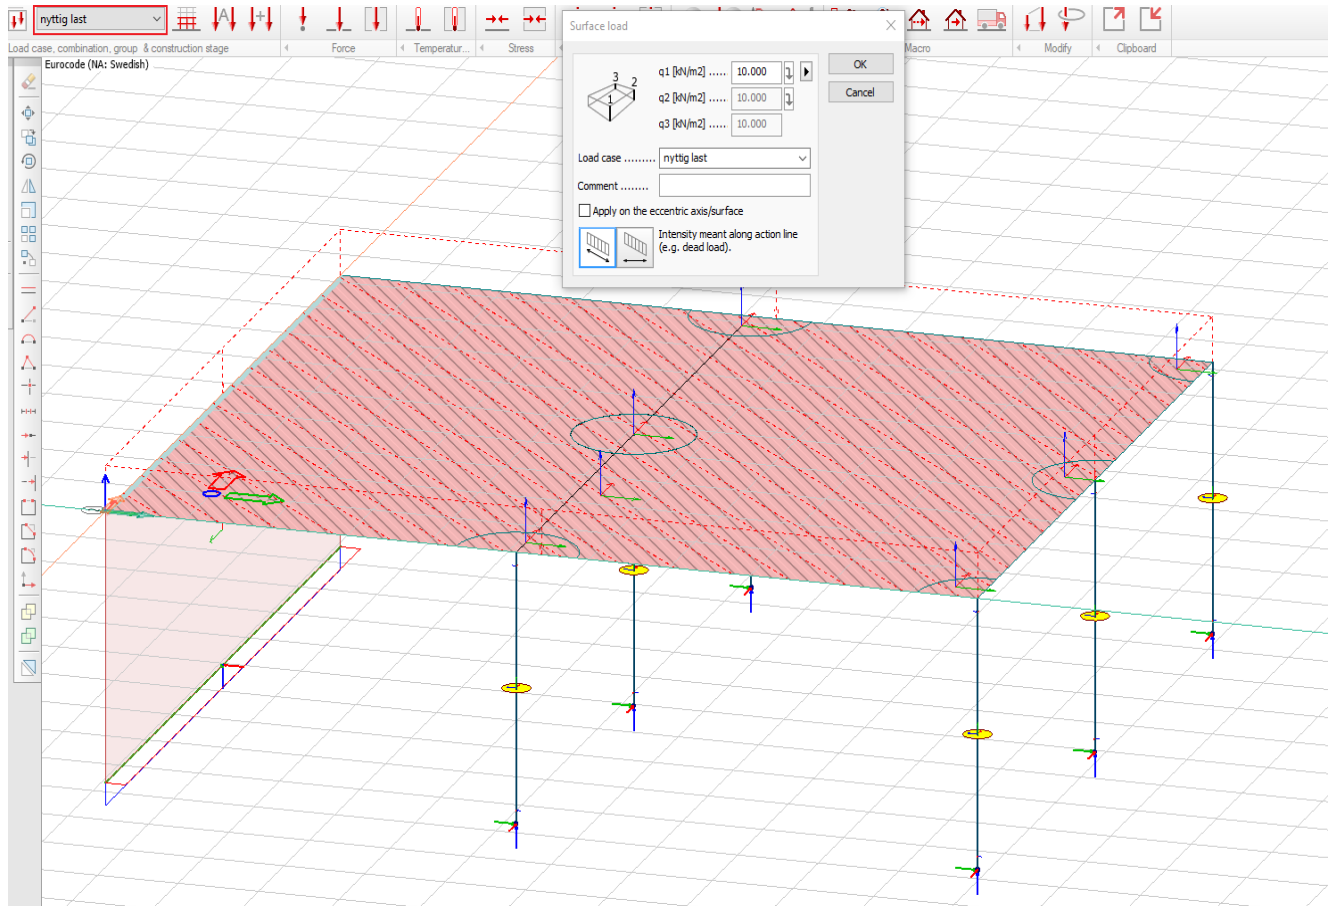 nyttig last
Load case, combination, group & construction stage
Force
Temperatur...
Stress
Macro
Modify
Clipboard
Eurocode (NA: Swedish)
Surface load
3
2
1
q1 [kN/m2] ..... 10.000
q2 [kN/m2] ..... 10.000
q3 [kN/m2] ..... 10.000
OK
Cancel
Load case ......... nyttig last
Comment ........
Apply on the eccentric axis/surface
Intensity meant along action line
(e.g. dead load).